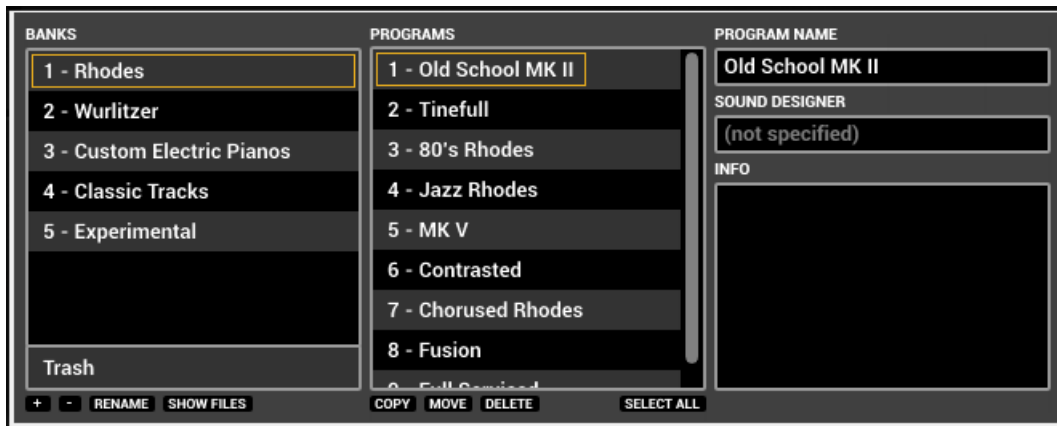 BANKS
1 - Rhodes
2 - Wurlitzer
3 - Custom Electric Pianos
4 - Classic Tracks
5 - Experimental
Trash
+ - RENAME SHOW FILES
PROGRAMS
1 - Old School MK II
2 - Tinefull
3 - 80's Rhodes
4 - Jazz Rhodes
5 - MK V
6 - Contrasted
7 - Chorused Rhodes
8 - Fusion
COPY MOVE DELETE SELECT ALL
PROGRAM NAME
Old School MK II
SOUND DESIGNER
(not specified)
INFO